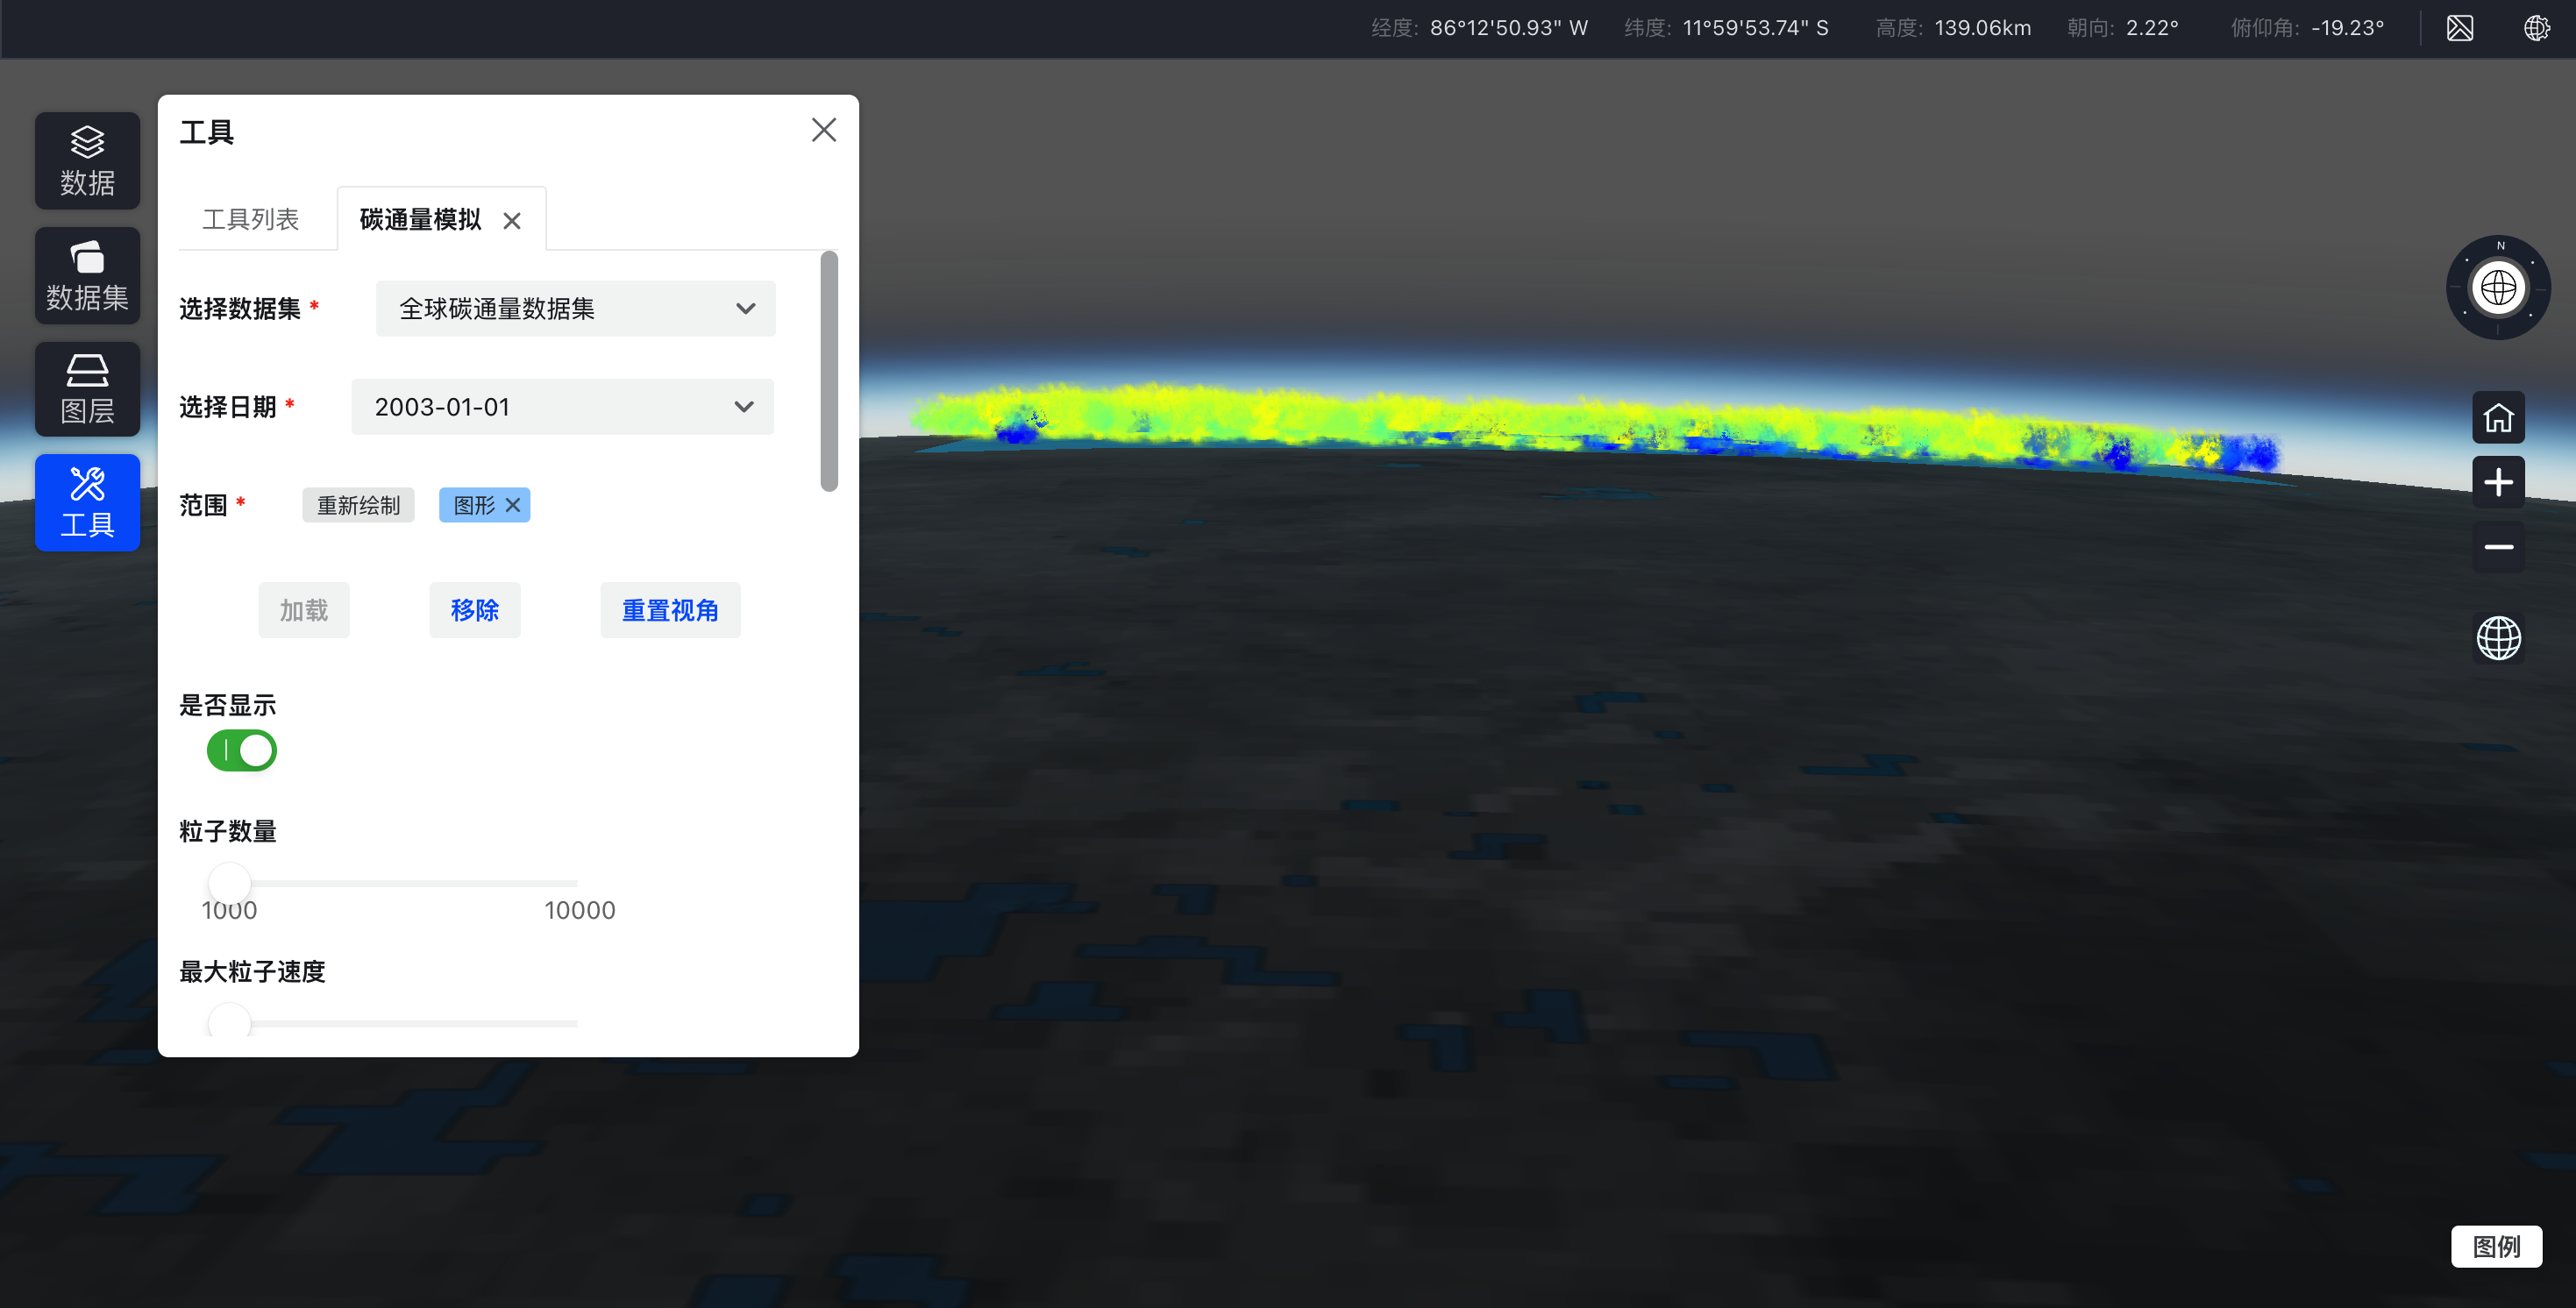 经度: 86°12'50.93" W 纬度: 11°59'53.74" S 高度: 139.06km 朝向: 2.22° 俯仰角: -19.23°
数据
数据集
图层
工具
工具
工具列表 碳通量模拟
选择数据集 * 全球碳通量数据集
选择日期 * 2003-01-01
范围 * 重新绘制 图形
加载 移除 重置视角
是否显示
粒子数量
1000 10000
最大粒子速度
N
图例